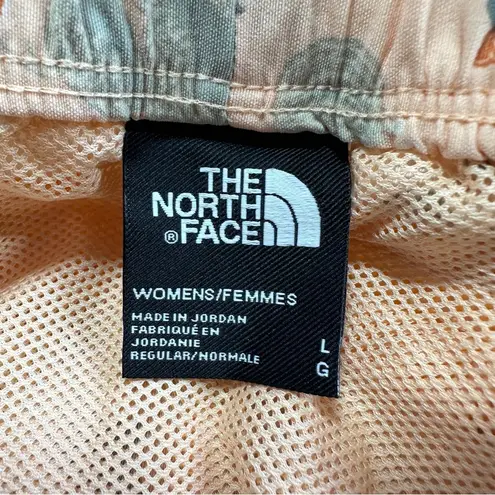 THE
NORTH
® FACE
WOMENS/FEMMES
MADE IN JORDAN
FABRIQUÉ EN
JORDANIE
REGULAR/NORMALE
L
G